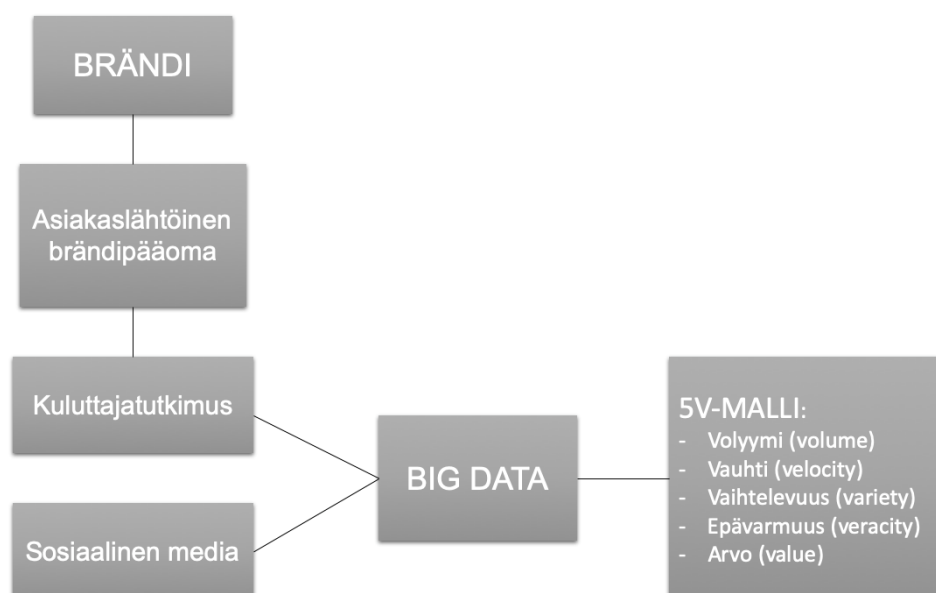 BRÄNDI
Asiakaslähtöinen
brändipääoma
Kuluttajatutkimus
Sosiaalinen media
BIG DATA
5V-MALLI:
- Volyymi (volume)
- Vauhti (velocity)
- Vaihtelevuus (variety)
- Epävarmuus (veracity)
- Arvo (value)